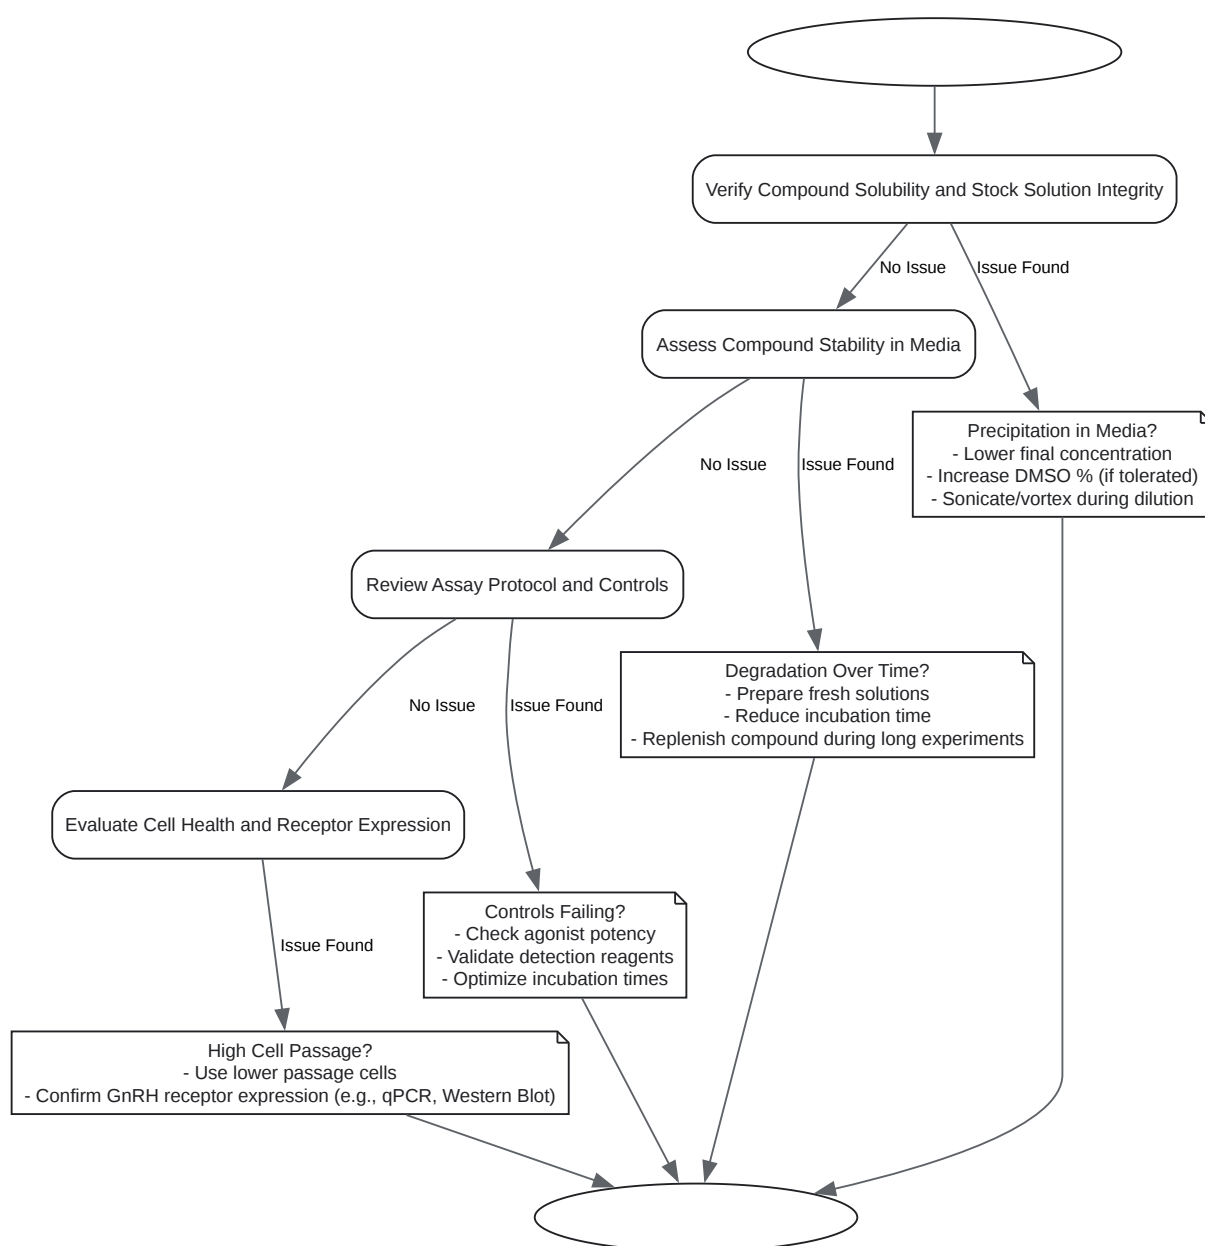 Verify Compound Solubility and Stock Solution Integrity
No Issue
Issue Found
Assess Compound Stability in Media
Precipitation in Media?
- Lower final concentration
- Increase DMSO % (if tolerated)
- Sonicate/vortex during dilution
No Issue
Issue Found
Review Assay Protocol and Controls
Degradation Over Time?
- Prepare fresh solutions
- Reduce incubation time
- Replenish compound during long experiments
No Issue
Issue Found
Evaluate Cell Health and Receptor Expression
Controls Failing?
- Check agonist potency
- Validate detection reagents
- Optimize incubation times
Issue Found
High Cell Passage?
- Use lower passage cells
- Confirm GnRH receptor expression (e.g., qPCR, Western Blot)